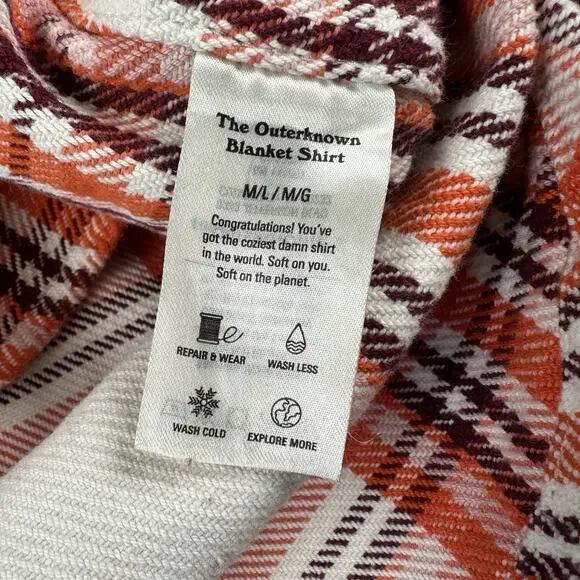 The Outerknown
Blanket Shirt
M/L / M/G
Congratulations! You've
got the coziest damn shirt
in the world. Soft on you.
Soft on the planet.
REPAIR & WEAR
WASH LESS
WASH COLD
EXPLORE MORE